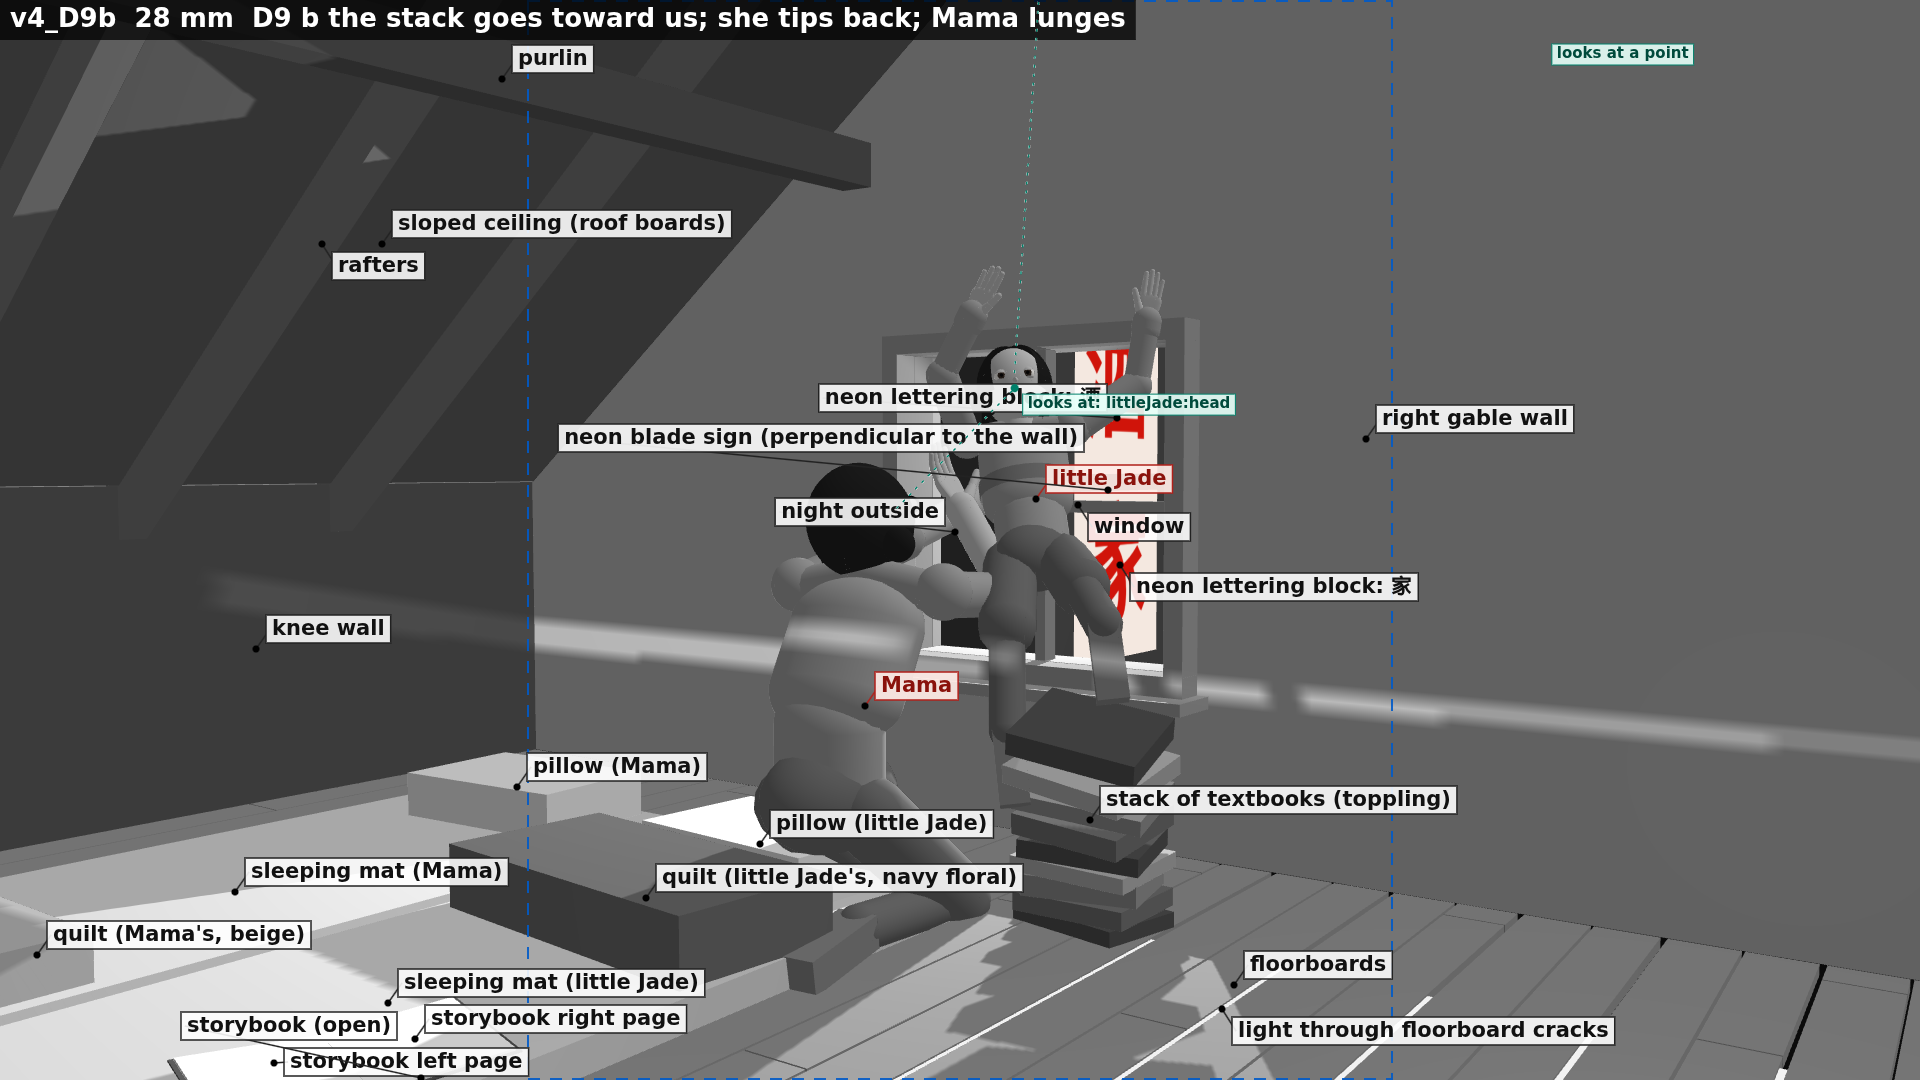 v4_D9b 28 mm D9 b the stack goes toward us; she tips back; Mama lunges
looks at a point
purlin
sloped ceiling (roof boards)
rafters
neon lettering block: 酒
looks at: littleJade:head
right gable wall
neon blade sign (perpendicular to the wall)
little Jade
night outside
window
neon lettering block: 家
knee wall
Mama
pillow (Mama)
stack of textbooks (toppling)
pillow (little Jade)
sleeping mat (Mama)
quilt (little Jade's, navy floral)
quilt (Mama's, beige)
floorboards
sleeping mat (little Jade)
storybook (open)
storybook right page
light through floorboard cracks
storybook left page